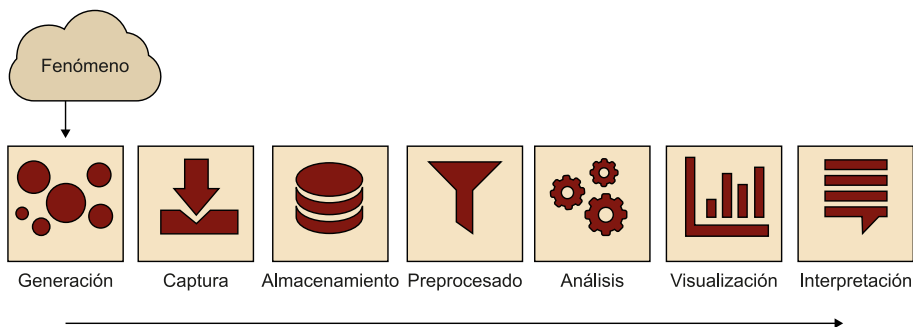 Fenómeno
Generación
Captura
Almacenamiento
Preprocesado
Análisis
Visualización
Interpretación